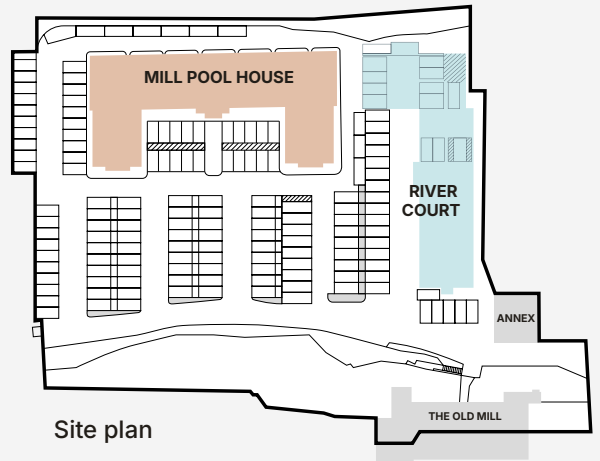 MILL POOL HOUSE
RIVER
COURT
ANNEX
THE OLD MILL
Site plan